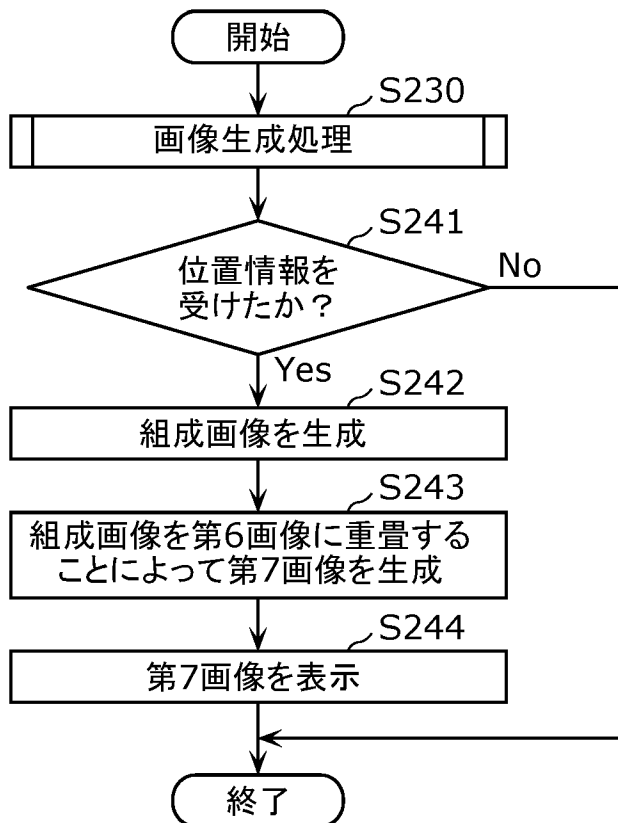 開始
S230
画像生成処理
S241
位置情報を
受けたか？
No
Yes
S242
組成画像を生成
S243
組成画像を第6画像に重畳する
ことによって第7画像を生成
S244
第7画像を表示
終了